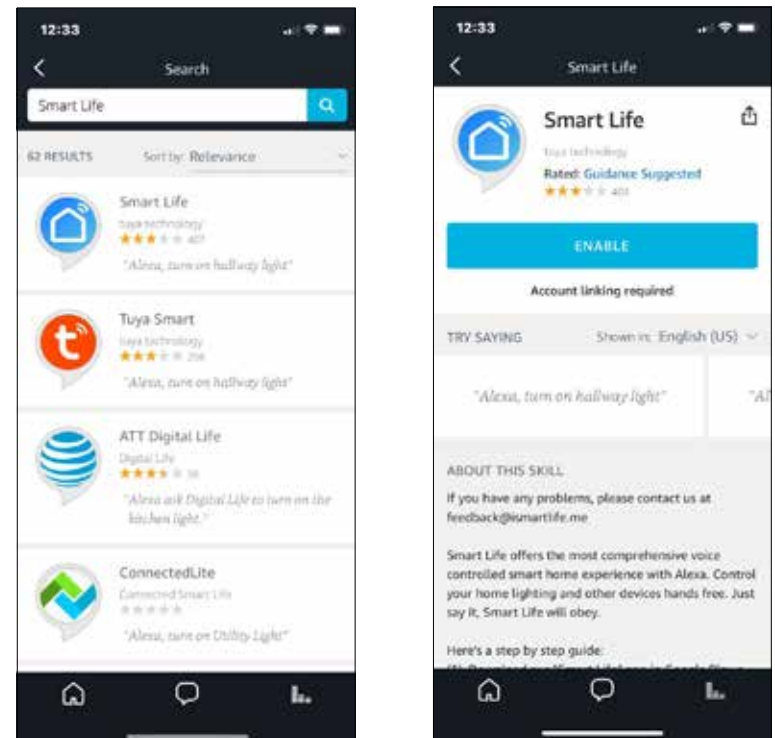 12:33
Search
Smart Life
62 RESULTS Sort by: Relevance
Smart Life
tuya technology
"Alexa, turn on hallway light"
t
Tuya Smart
tuya technology
"Alexa, turn on hallway light"
ATT Digital Life
Digital Life
"Alexa ask Digital Life to turn on the
kitchen light."
ConnectedLite
Connected Smart Life
"Alexa, turn on Utility Light"
12:33
Smart Life
Smart Life
tuya technology
Rated: Guidance Suggested
ENABLE
Account linking required
TRY SAYING Shown in: English (US)
"Alexa, turn on hallway light"
ABOUT THIS SKILL
If you have any problems, please contact us at
feedback@ismartlife.me
Smart Life offers the most comprehensive voice
controlled smart home experience with Alexa. Control
your home lighting and other devices hands free. Just
say it, Smart Life will obey.
Here's a step by step guide: